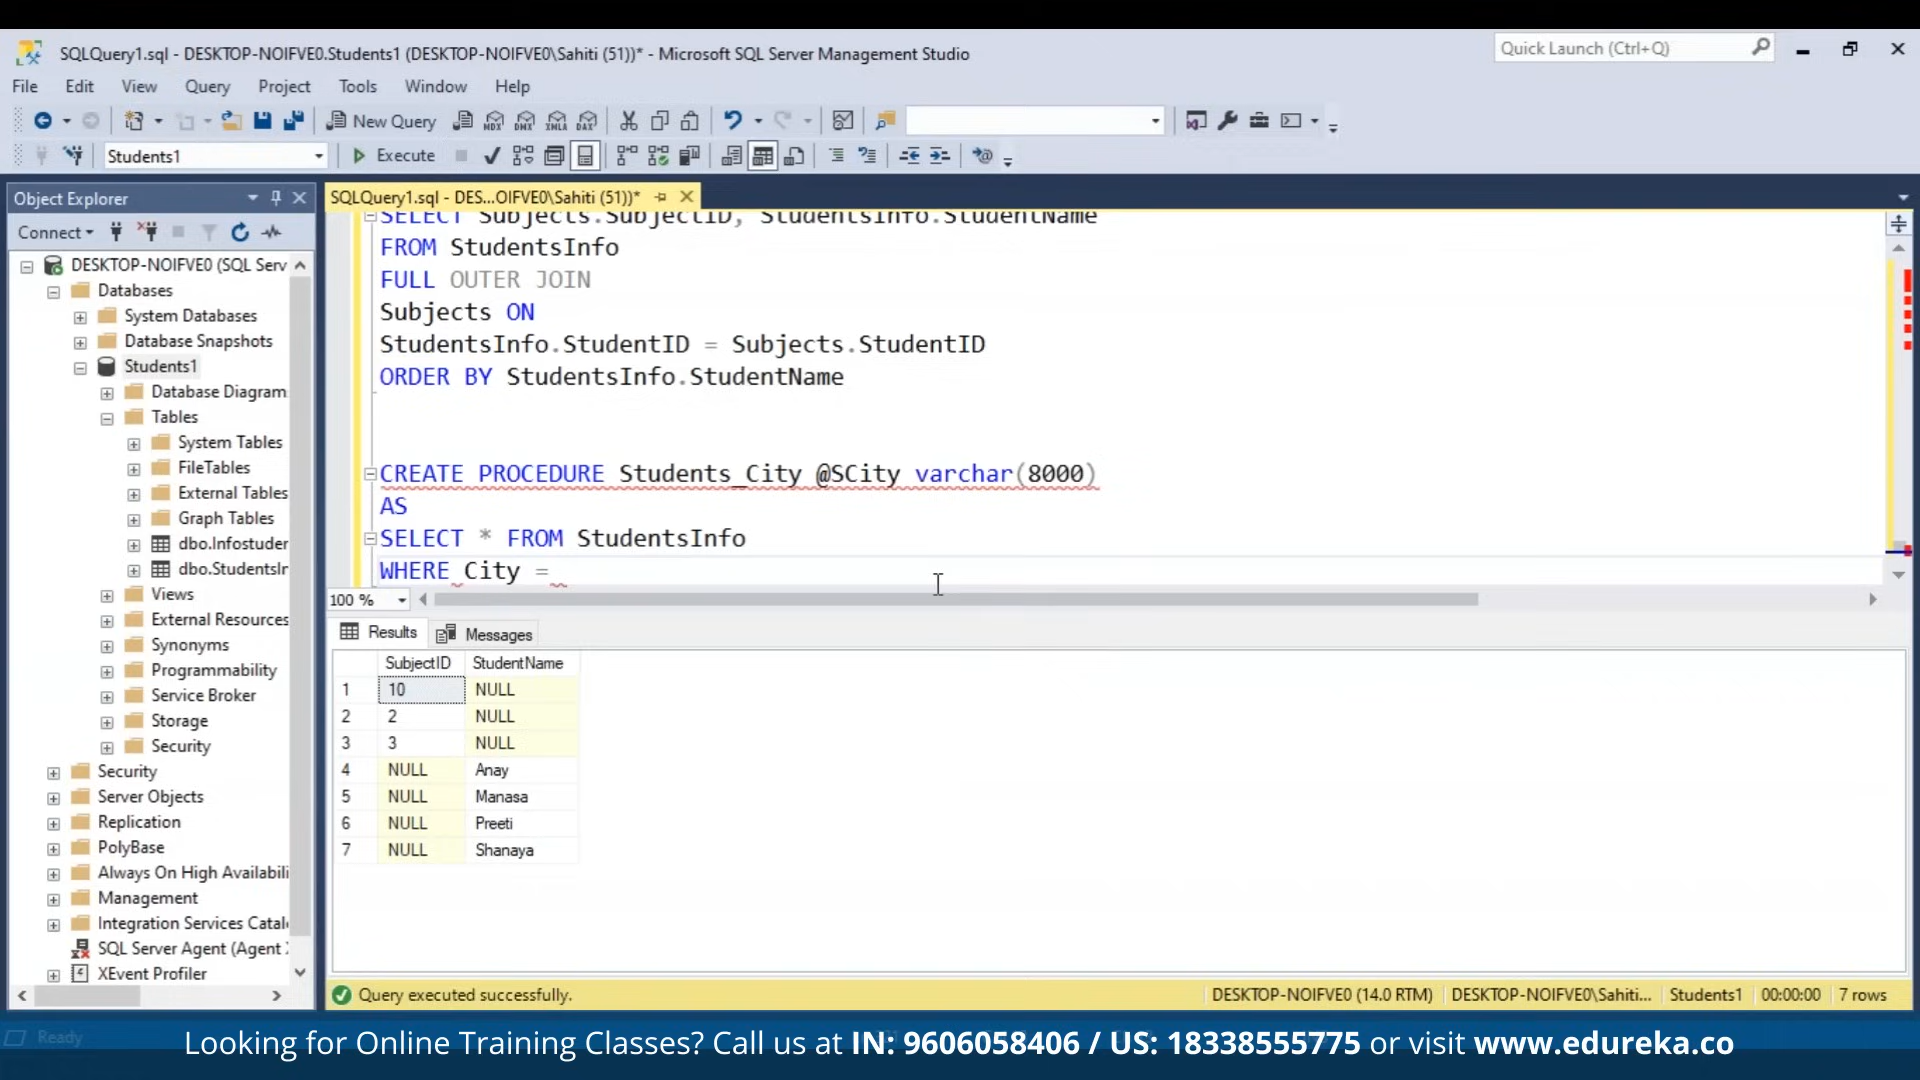 SQLQuery1.sql - DESKTOP-NOIFVE0.Students1 (DESKTOP-NOIFVE0\Sahiti (51))* - Microsoft SQL Server Management Studio
Quick Launch (Ctrl+Q)
File Edit View Query Project Tools Window Help
New Query
MDX DMX XMLA DAX
Students1
Execute
Object Explorer
SQLQuery1.sql - DES...OIFVE0\Sahiti (51))*
Connect
DESKTOP-NOIFVE0 (SQL Serv
Databases
System Databases
Database Snapshots
Students1
Database Diagram
Tables
System Tables
FileTables
External Tables
Graph Tables
dbo.Infostuder
dbo.StudentsIr
Views
External Resources
Synonyms
Programmability
Service Broker
Storage
Security
Security
Server Objects
Replication
PolyBase
Always On High Availabili
Management
Integration Services Catal
SQL Server Agent (Agent
XEvent Profiler
SELECT Subjects.SubjectID, StudentsInfo.StudentName
FROM StudentsInfo
FULL OUTER JOIN
Subjects ON
StudentsInfo.StudentID = Subjects.StudentID
ORDER BY StudentsInfo.StudentName
CREATE PROCEDURE Students_City @SCity varchar(8000)
AS
SELECT * FROM StudentsInfo
WHERE City =
100 %
Results Messages
SubjectID StudentName
1 10 NULL
2 2 NULL
3 3 NULL
4 NULL Anay
5 NULL Manasa
6 NULL Preeti
7 NULL Shanaya
Query executed successfully.
DESKTOP-NOIFVE0 (14.0 RTM) DESKTOP-NOIFVE0\Sahiti... Students1 00:00:00 7 rows
Ready
Looking for Online Training Classes? Call us at IN: 9606058406 / US: 18338555775 or visit www.edureka.co